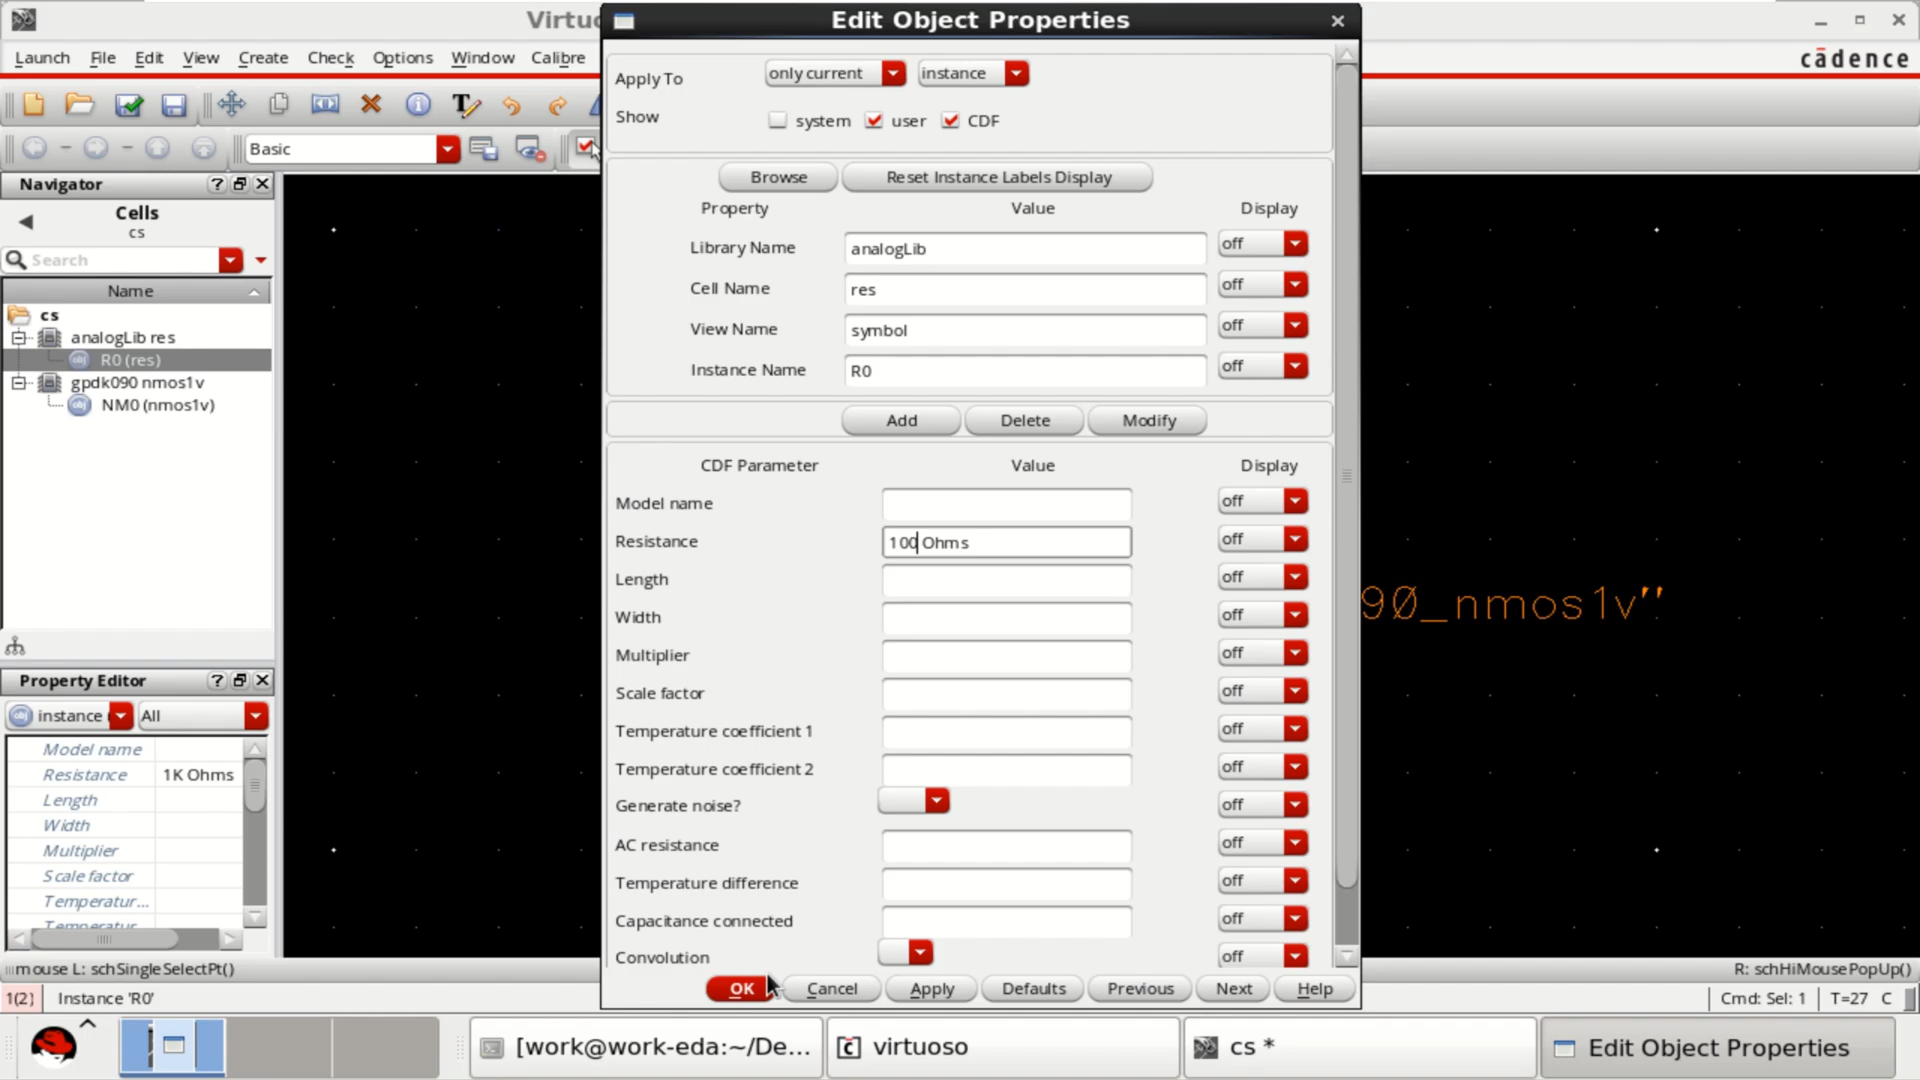 Virtuo
Edit Object Properties
Launch File Edit View Create Check Options Window Calibre
cādence
Apply To only current instance
Show system user CDF
Basic
Browse Reset Instance Labels Display
Property Value Display
Library Name analogLib off
Cell Name res off
View Name symbol off
Instance Name R0 off
Add Delete Modify
CDF Parameter Value Display
Model name off
Resistance 100 Ohms off
Length off
Width off
Multiplier off
Scale factor off
Temperature coefficient 1 off
Temperature coefficient 2 off
Generate noise? off
AC resistance off
Temperature difference off
Capacitance connected off
Convolution off
OK Cancel Apply Defaults Previous Next Help
Navigator
Cells
cs
Search
Name
cs
analogLib res
R0 (res)
gpdk090 nmos1v
NM0 (nmos1v)
Property Editor
instance All
Model name
Resistance 1K Ohms
Length
Width
Multiplier
Scale factor
Temperatur...
Temperatur
90_nmos1v"
mouse L: schSingleSelectPt()
R: schHiMousePopUp()
1(2) Instance 'R0'
Cmd: Sel: 1 T=27 C
[work@work-eda:~/De...
virtuoso
cs *
Edit Object Properties